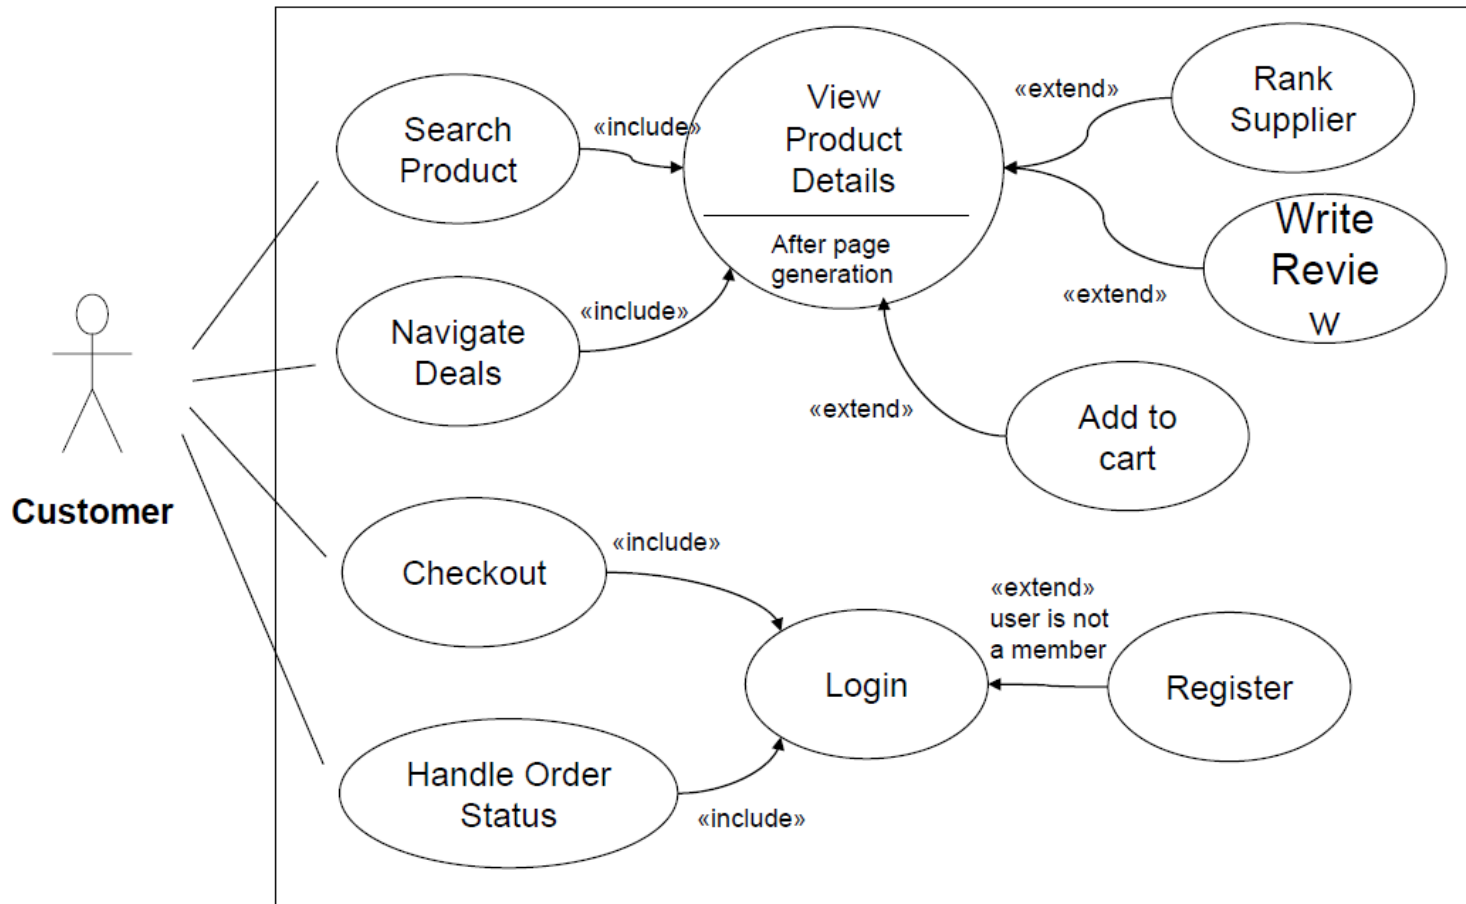 Search
Product
«include»
View
Product
Details
After page
generation
«extend»
Rank
Supplier
Write
Revie
w
«extend»
Navigate
Deals
«include»
«extend»
Add to
cart
Customer
Checkout
«include»
Login
«extend»
user is not
a member
Register
Handle Order
Status
«include»